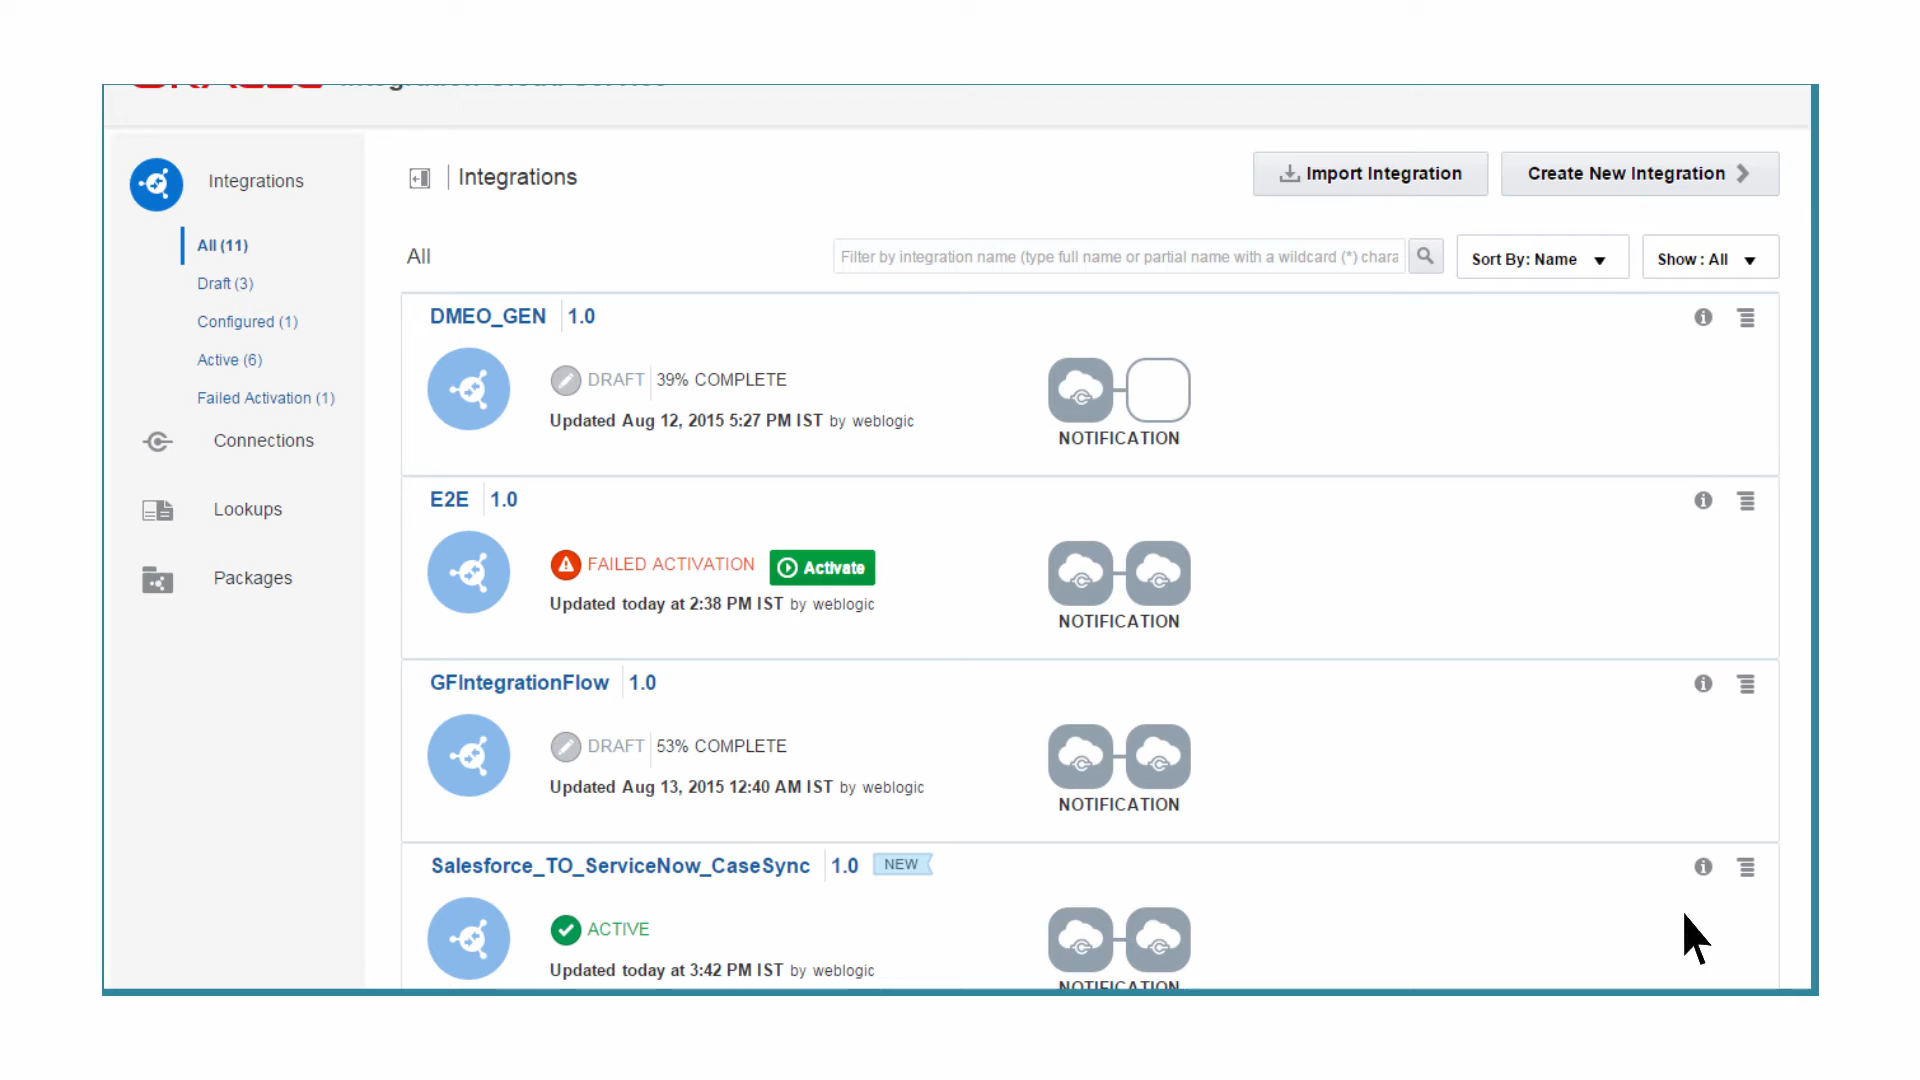 Integrations
All (11)
Draft (3)
Configured (1)
Active (6)
Failed Activation (1)
Connections
Lookups
Packages
Integrations
Import Integration
Create New Integration
All
Filter by integration name (type full name or partial name with a wildcard (*) chara
Sort By: Name
Show : All
DMEO_GEN 1.0
DRAFT 39% COMPLETE
Updated Aug 12, 2015 5:27 PM IST by weblogic
NOTIFICATION
E2E 1.0
FAILED ACTIVATION Activate
Updated today at 2:38 PM IST by weblogic
NOTIFICATION
GFIntegrationFlow 1.0
DRAFT 53% COMPLETE
Updated Aug 13, 2015 12:40 AM IST by weblogic
NOTIFICATION
Salesforce_TO_ServiceNow_CaseSync 1.0 NEW
ACTIVE
Updated today at 3:42 PM IST by weblogic
NOTIFICATION